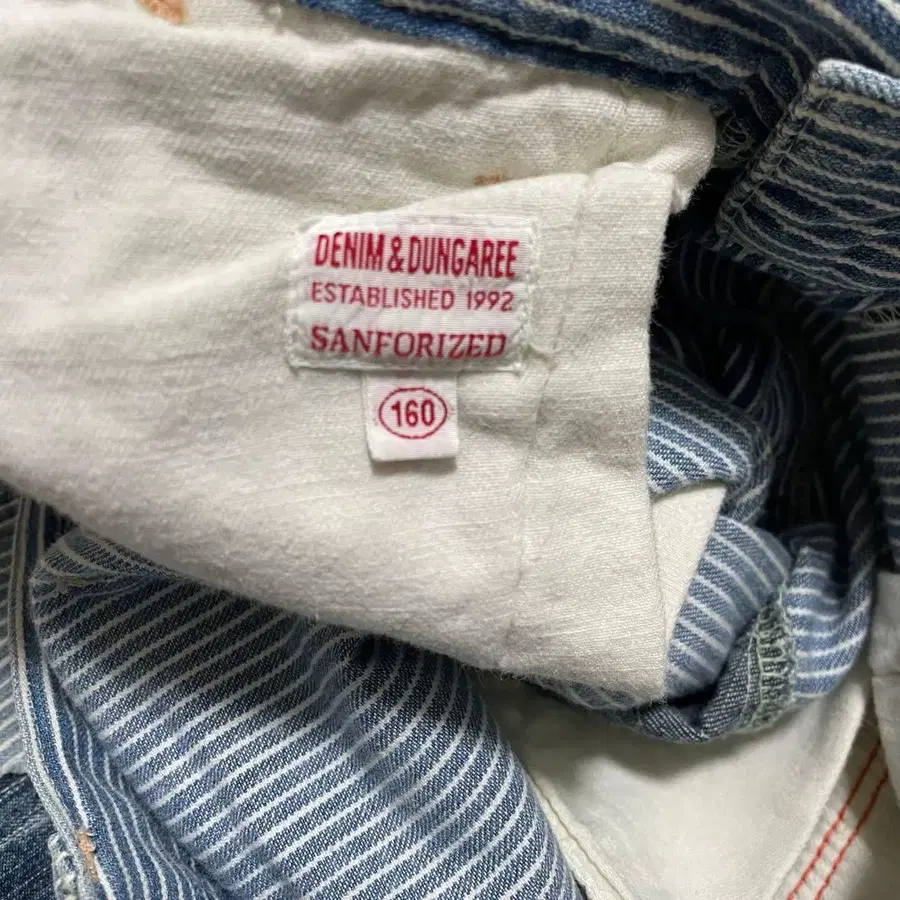 DENIM & DUNGAREE
ESTABLISHED 1992
SANFORIZED
160